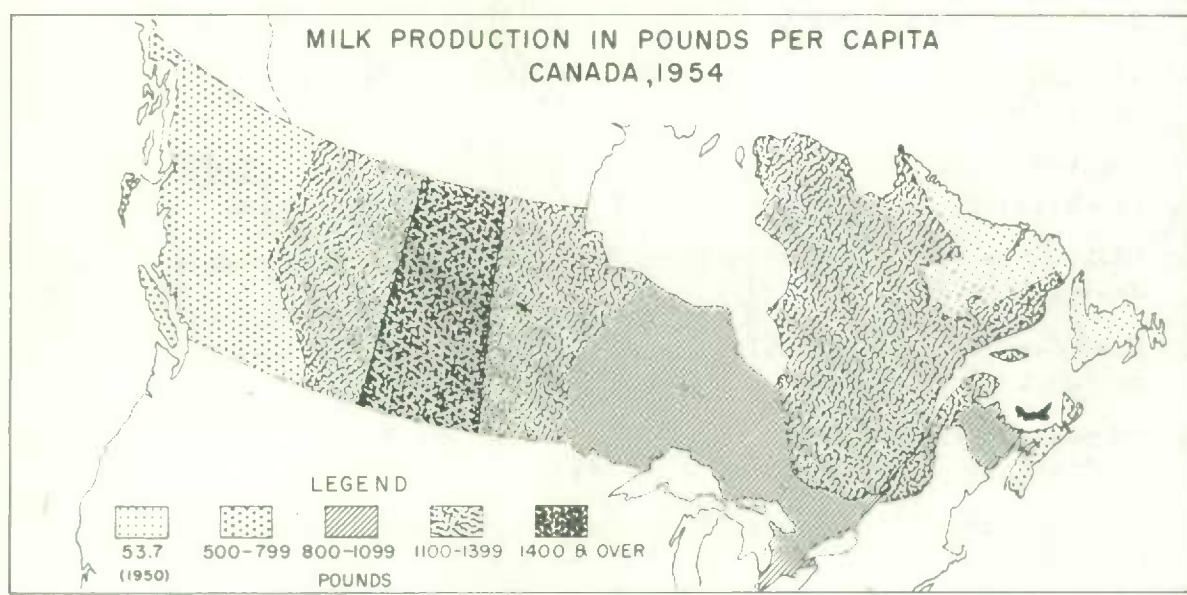 MILK PRODUCTION IN POUNDS PER CAPITA
CANADA, 1954
LEGEND
53.7 500-799 800-1099 1100-1399 1400 & OVER
(1950) POUNDS